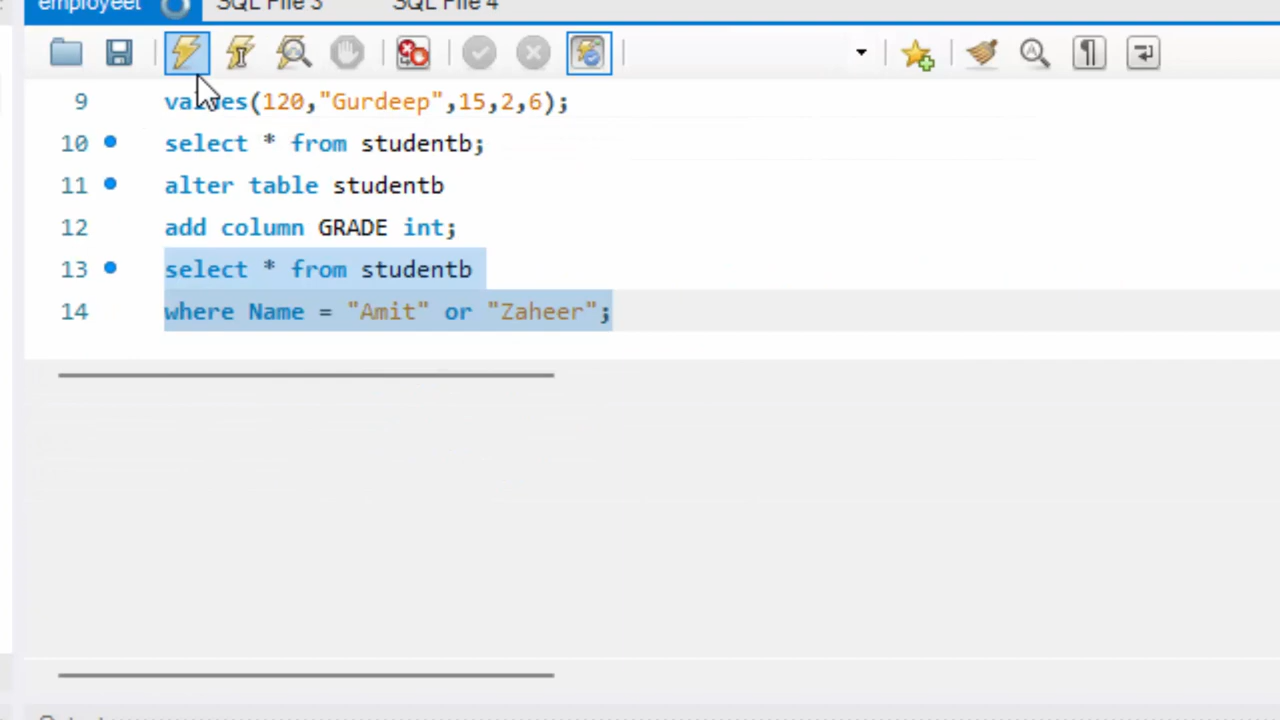 employeet
SQL File 3
SQL File 4
9 values(120,"Gurdeep",15,2,6);
10 select * from studentb;
11 alter table studentb
12 add column GRADE int;
13 select * from studentb
14 where Name = "Amit" or "Zaheer";